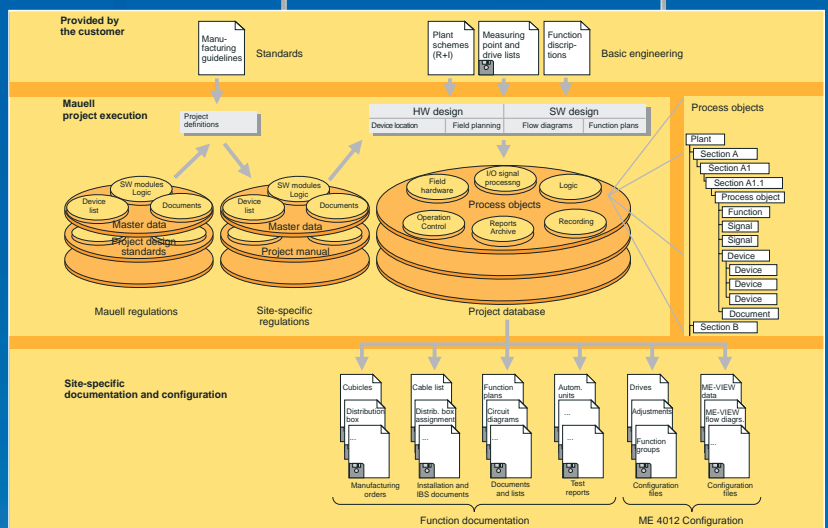 Provided by
the customer
Manu-
facturing
guidelines
Standards
Plant
schemes
(R+I)
Measuring
point and
drive lists
Function
discrip-
tions
Basic engineering
Mauell
project execution
Project
definitions
HW design
SW design
Device location
Field planning
Flow diagrams
Function plans
Process objects
Plant
Section A
Section A1
Section A1.1
Process object
Function
Signal
Signal
Device
Device
Device
Device
Document
Section B
SW modules
Logic
Device
list
Documents
Master data
Project design
standards
Mauell regulations
SW modules
Logic
Device
list
Documents
Master data
Project manual
Site-specific
regulations
Field
hardware
I/O signal
processng
Logic
Process objects
Operation
Control
Reports
Archive
Recording
Project database
Site-specific
documentation and configuration
Cubicles
Distribution
box
...
Manufacturing
orders
Cable list
Distrib. box
assignment
...
Installation and
IBS documents
Function
plans
Circuit
diagrams
...
Documents
and lists
Autom.
units
...
...
Test
reports
Drives
Adjustments
Function
groups
Configuration
files
ME-VIEW
data
ME-VIEW
flow diagrs.
...
Configuration
files
Function documentation
ME 4012 Configuration